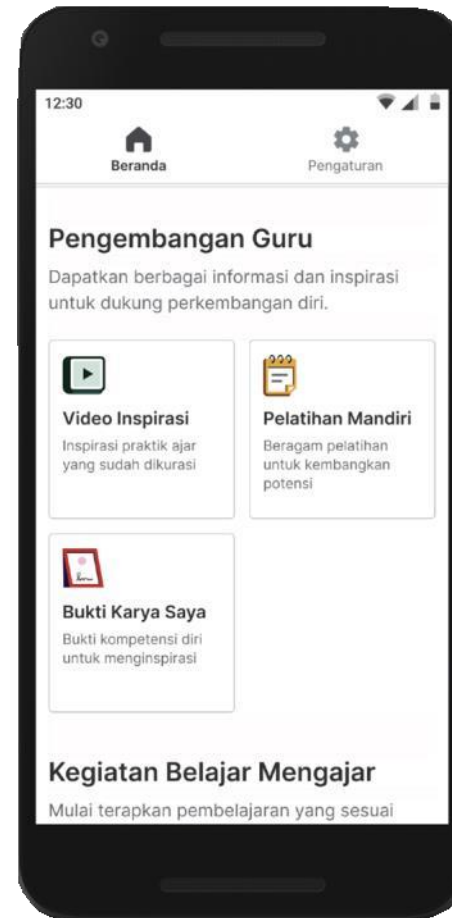 12:30
Beranda
Pengaturan
Pengembangan Guru
Dapatkan berbagai informasi dan inspirasi
untuk dukung perkembangan diri.
Video Inspirasi
Inspirasi praktik ajar
yang sudah dikurasi
Pelatihan Mandiri
Beragam pelatihan
untuk kembangkan
potensi
Bukti Karya Saya
Bukti kompetensi diri
untuk menginspirasi
Kegiatan Belajar Mengajar
Mulai terapkan pembelajaran yang sesuai